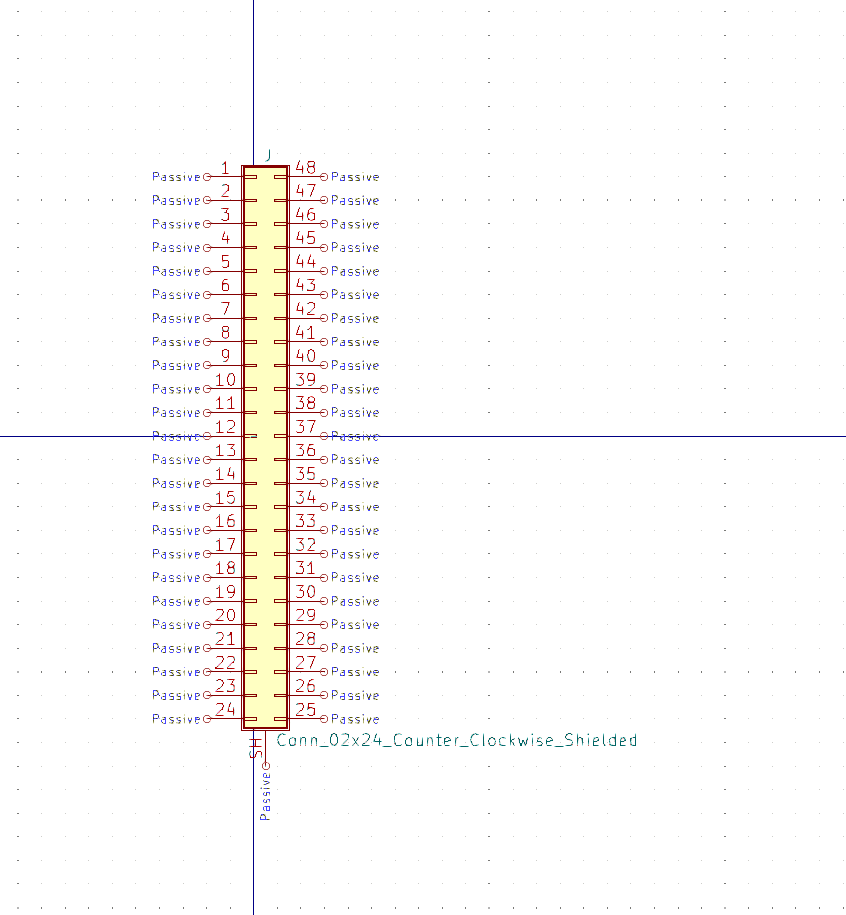 J
Passive 1 48 Passive
Passive 2 47 Passive
Passive 3 46 Passive
Passive 4 45 Passive
Passive 5 44 Passive
Passive 6 43 Passive
Passive 7 42 Passive
Passive 8 41 Passive
Passive 9 40 Passive
Passive 10 39 Passive
Passive 11 38 Passive
Passive 12 37 Passive
Passive 13 36 Passive
Passive 14 35 Passive
Passive 15 34 Passive
Passive 16 33 Passive
Passive 17 32 Passive
Passive 18 31 Passive
Passive 19 30 Passive
Passive 20 29 Passive
Passive 21 28 Passive
Passive 22 27 Passive
Passive 23 26 Passive
Passive 24 25 Passive
SH
Conn_02x24_Counter_Clockwise_Shielded
Passive